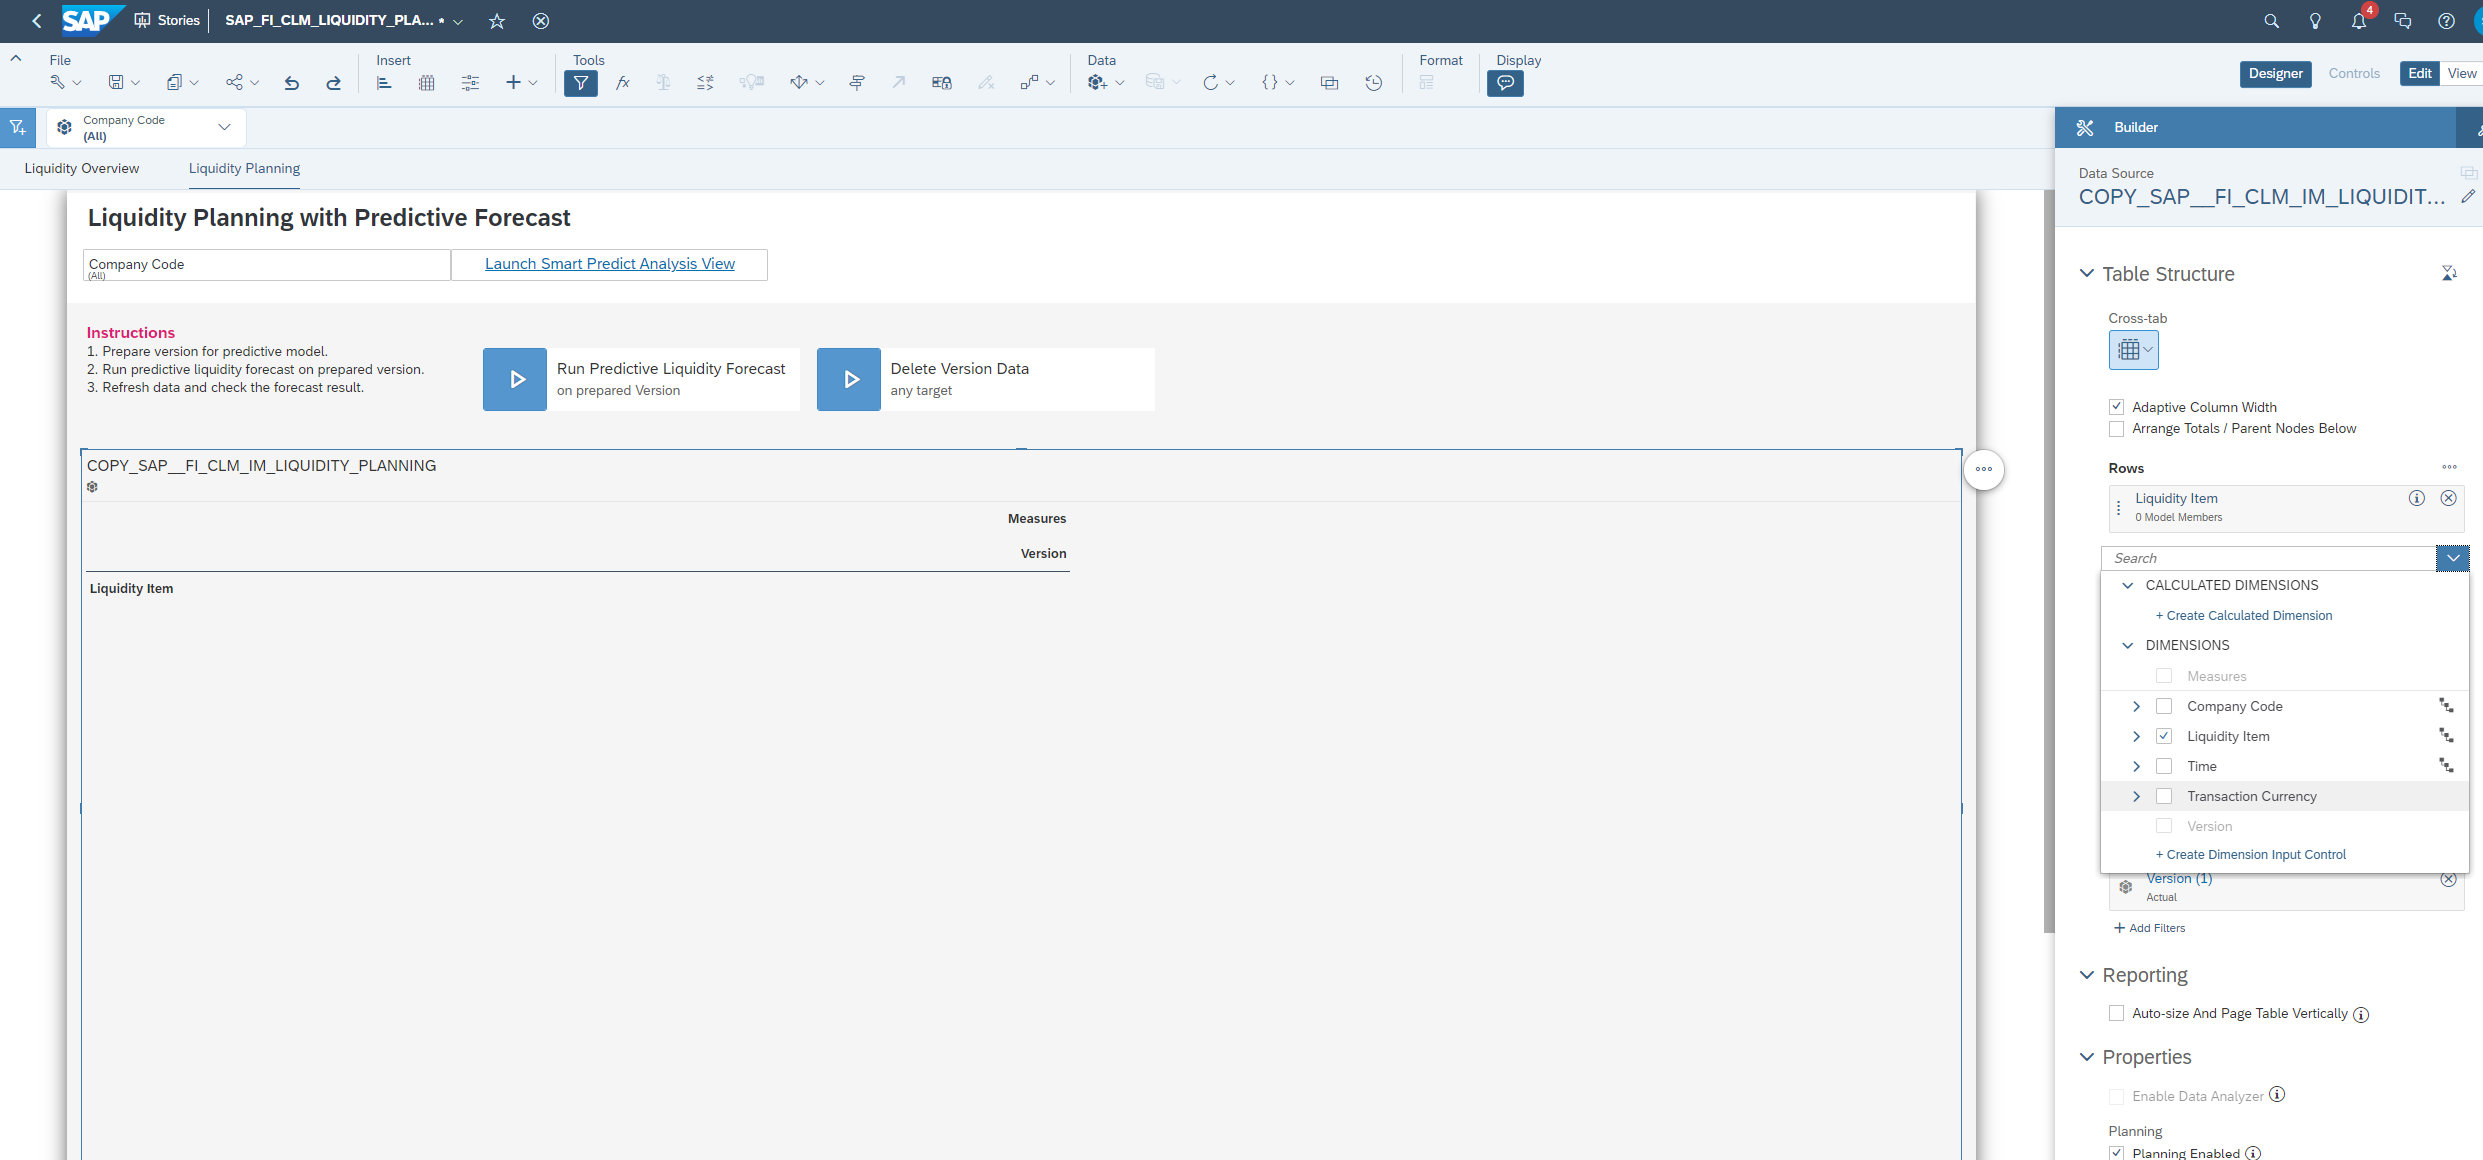 SAP Stories SAP_FI_CLM_LIQUIDITY_PLA... *
4
File Insert Tools Data Format Display
Designer Controls Edit View
Company Code
(All)
Liquidity Overview Liquidity Planning
Liquidity Planning with Predictive Forecast
Company Code
(All)
Launch Smart Predict Analysis View
Instructions
1. Prepare version for predictive model.
2. Run predictive liquidity forecast on prepared version.
3. Refresh data and check the forecast result.
Run Predictive Liquidity Forecast
on prepared Version
Delete Version Data
any target
COPY_SAP__FI_CLM_IM_LIQUIDITY_PLANNING
Measures
Version
Liquidity Item
Builder
Data Source
COPY_SAP__FI_CLM_IM_LIQUIDIT...
Table Structure
Cross-tab
Adaptive Column Width
Arrange Totals / Parent Nodes Below
Rows
Liquidity Item
0 Model Members
Search
CALCULATED DIMENSIONS
+ Create Calculated Dimension
DIMENSIONS
Measures
Company Code
Liquidity Item
Time
Transaction Currency
Version
+ Create Dimension Input Control
Version (1)
Actual
+ Add Filters
Reporting
Auto-size And Page Table Vertically
Properties
Enable Data Analyzer
Planning
Planning Enabled